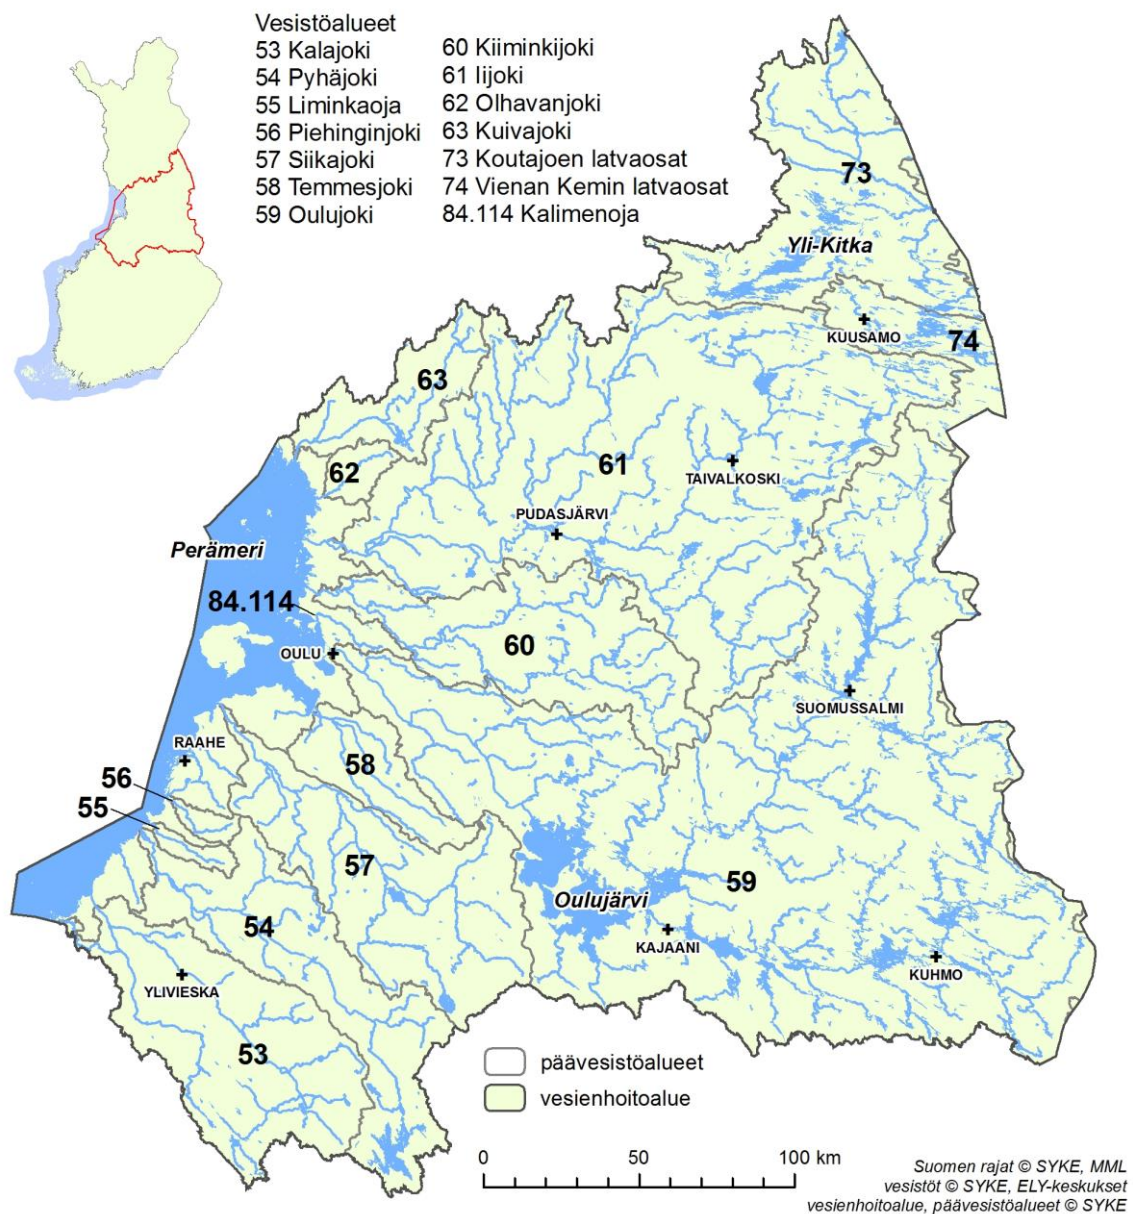 Vesistöalueet
53 Kalajoki
54 Pyhäjoki
55 Liminkaoja
56 Piehinginjoki
57 Siikajoki
58 Temmesjoki
59 Oulujoki
60 Kiiminkijoki
61 Iijoki
62 Olhavanjoki
63 Kuivajoki
73 Koutajoen latvaosat
74 Vienan Kemin latvaosat
84.114 Kalimenoja
73
Yli-Kitka
KUUSAMO
74
63
62
61
TAIVALKOSKI
PUDASJÄRVI
Perämeri
84.114
OULU
60
SUOMUSSALMI
RAAHE
58
56
55
57
Oulujärvi
59
54
KAJAANI
KUHMO
YLIVIESKA
53
päävesistöalueet
vesienhoitoalue
0 50 100 km
Suomen rajat © SYKE, MML
vesistöt © SYKE, ELY-keskukset
vesienhoitoalue, päävesistöalueet © SYKE